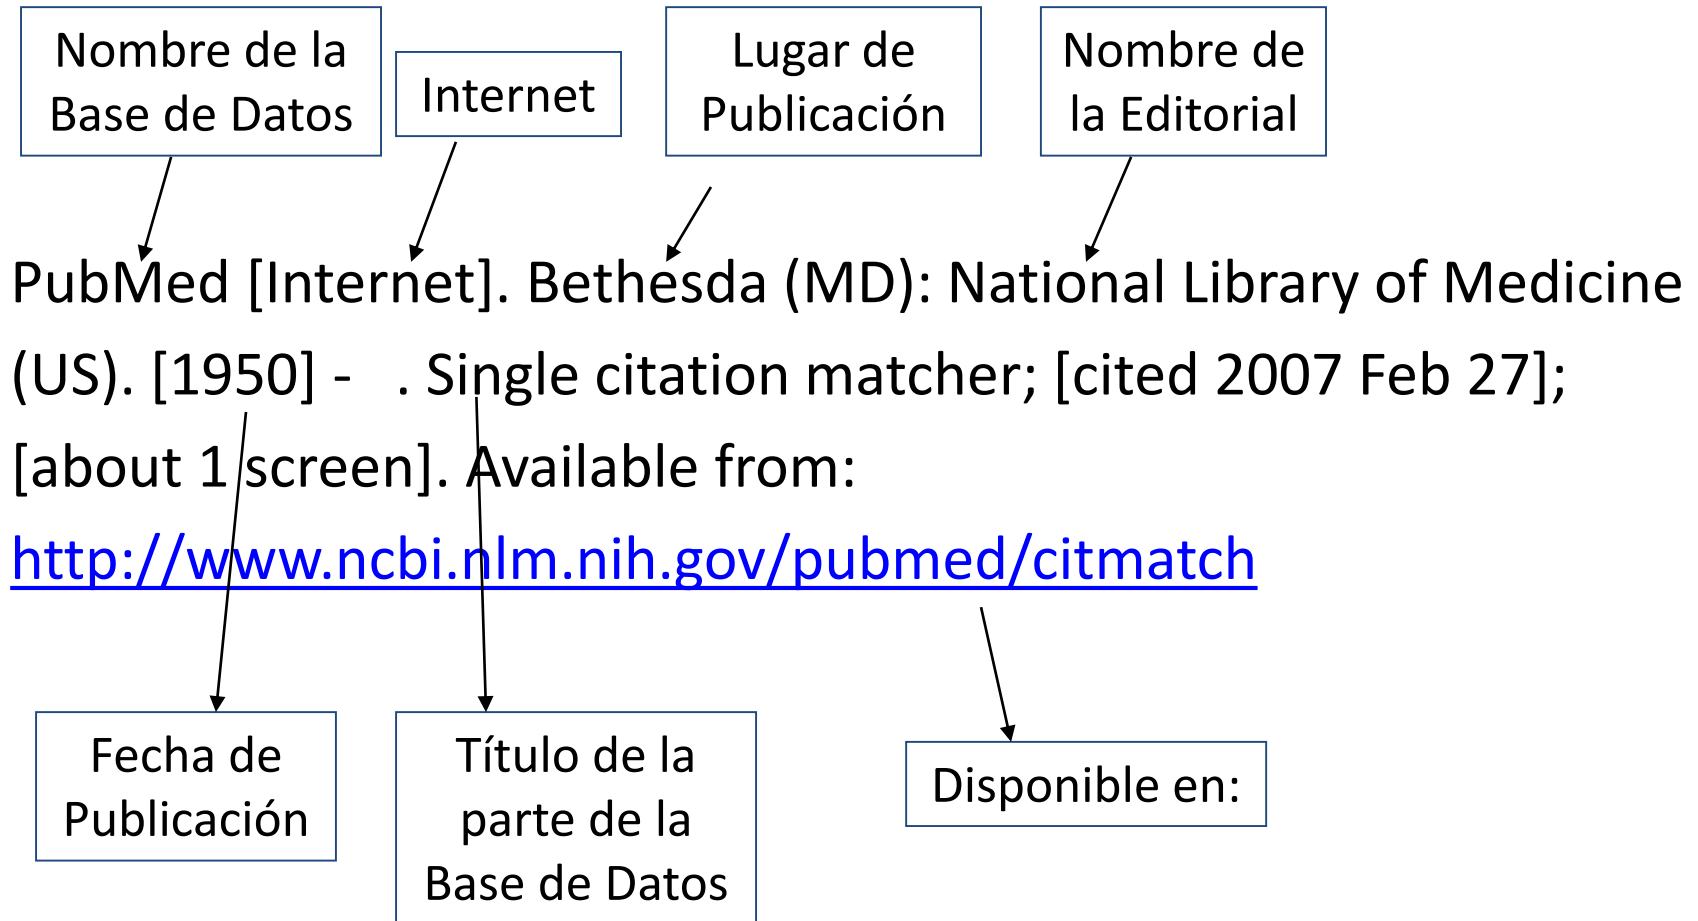 Nombre de la
Base de Datos
Internet
Lugar de
Publicación
Nombre de
la Editorial
PubMed [Internet]. Bethesda (MD): National Library of Medicine
(US). [1950] -   . Single citation matcher; [cited 2007 Feb 27];
[about 1 screen]. Available from:
http://www.ncbi.nlm.nih.gov/pubmed/citmatch
Fecha de
Publicación
Título de la
parte de la
Base de Datos
Disponible en: